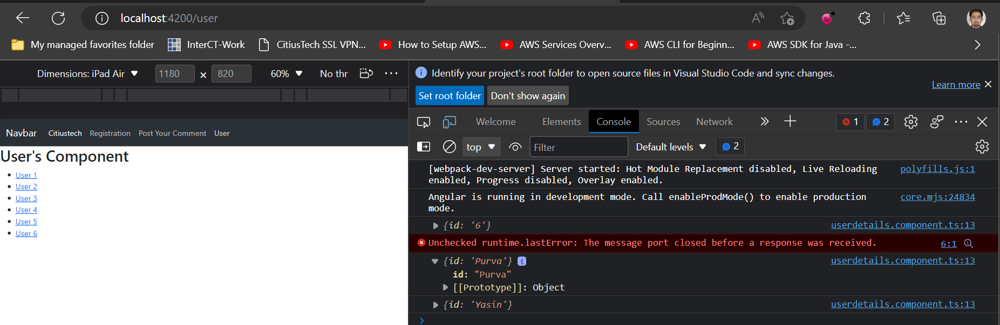 localhost:4200/user
My managed favorites folder InterCT-Work CitiusTech SSL VPN... How to Setup AWS... AWS Services Overv... AWS CLI for Beginn... AWS SDK for Java -...
Dimensions: iPad Air 1180 × 820 60% No thr
Identify your project's root folder to open source files in Visual Studio Code and sync changes.
Learn more
Set root folder Don't show again
Welcome Elements Console Sources Network 1 2
top Filter Default levels 2
Navbar Citiustech Registration Post Your Comment User
User's Component
User 1
User 2
User 3
User 4
User 5
User 6
[webpack-dev-server] Server started: Hot Module Replacement disabled, Live Reloading polyfills.js:1
enabled, Progress disabled, Overlay enabled.
Angular is running in development mode. Call enableProdMode() to enable production core.mjs:24834
mode.
{id: '6'} userdetails.component.ts:13
Unchecked runtime.lastError: The message port closed before a response was received. 6:1
{id: 'Purva'} i userdetails.component.ts:13
id: "Purva"
[[Prototype]]: Object
{id: 'Yasin'} userdetails.component.ts:13